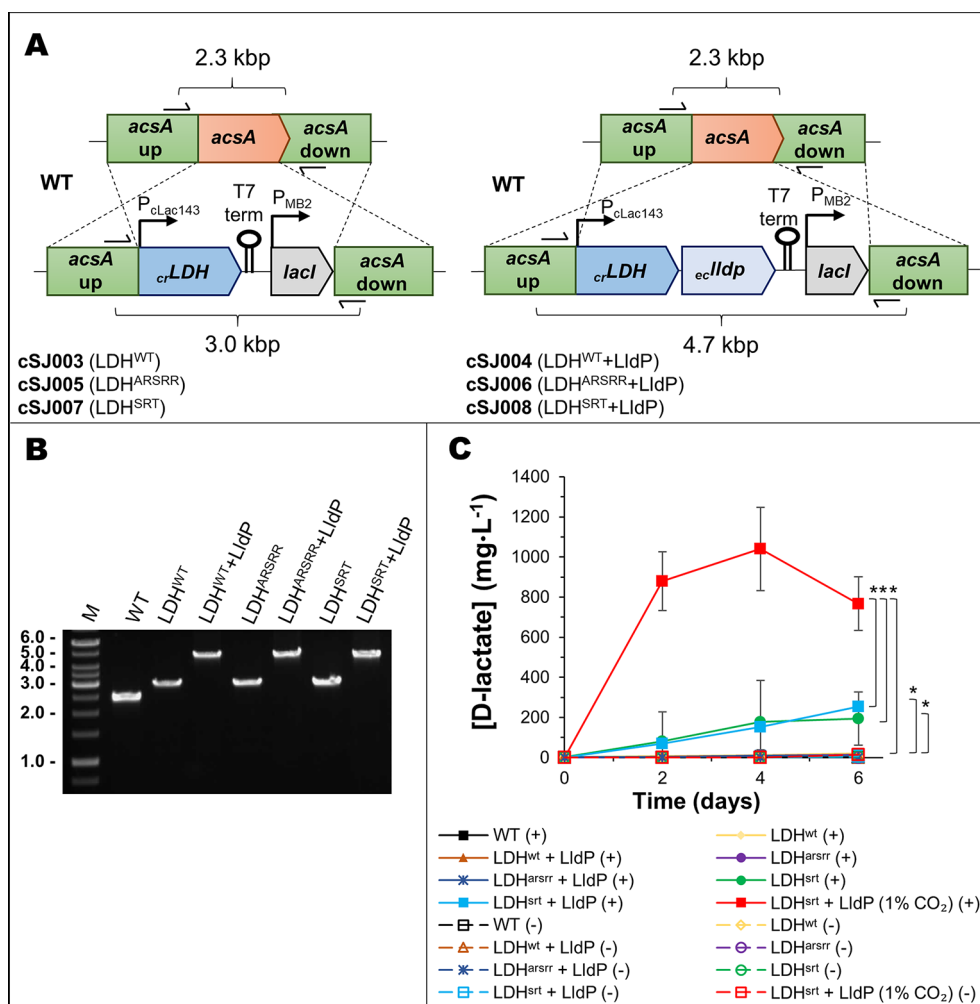 A
2.3 kbp
2.3 kbp
acsA up
acsA
acsA down
acsA up
acsA
acsA down
WT
PcLac143
T7 term
PMB2
WT
PcLac143
T7 term
PMB2
acsA up
crLDH
lacI
acsA down
acsA up
crLDH
eclldp
lacI
acsA down
3.0 kbp
4.7 kbp
cSJ003 (LDHWT)
cSJ005 (LDHARSRR)
cSJ007 (LDHSRT)
cSJ004 (LDHWT+LldP)
cSJ006 (LDHARSRR+LldP)
cSJ008 (LDHSRT+LldP)
B
M
WT
LDHWT
LDHWT+LldP
LDHARSRR
LDHARSRR+LldP
LDHSRT
LDHSRT+LldP
6.0 -
5.0 -
4.0 -
3.0 -
2.0 -
1.0 -
C
[D-lactate] (mg·L-1)
1400
1200
1000
800
600
400
200
0
0
2
4
6
Time (days)
***
*
*
WT (+)
LDHwt (+)
LDHwt + LldP (+)
LDHarsrr (+)
LDHarsrr + LldP (+)
LDHsrt (+)
LDHsrt + LldP (+)
LDHsrt + LldP (1% CO₂) (+)
WT (-)
LDHwt (-)
LDHwt + LldP (-)
LDHarsrr (-)
LDHarsrr + LldP (-)
LDHsrt (-)
LDHsrt + LldP (-)
LDHsrt + LldP (1% CO₂) (-)